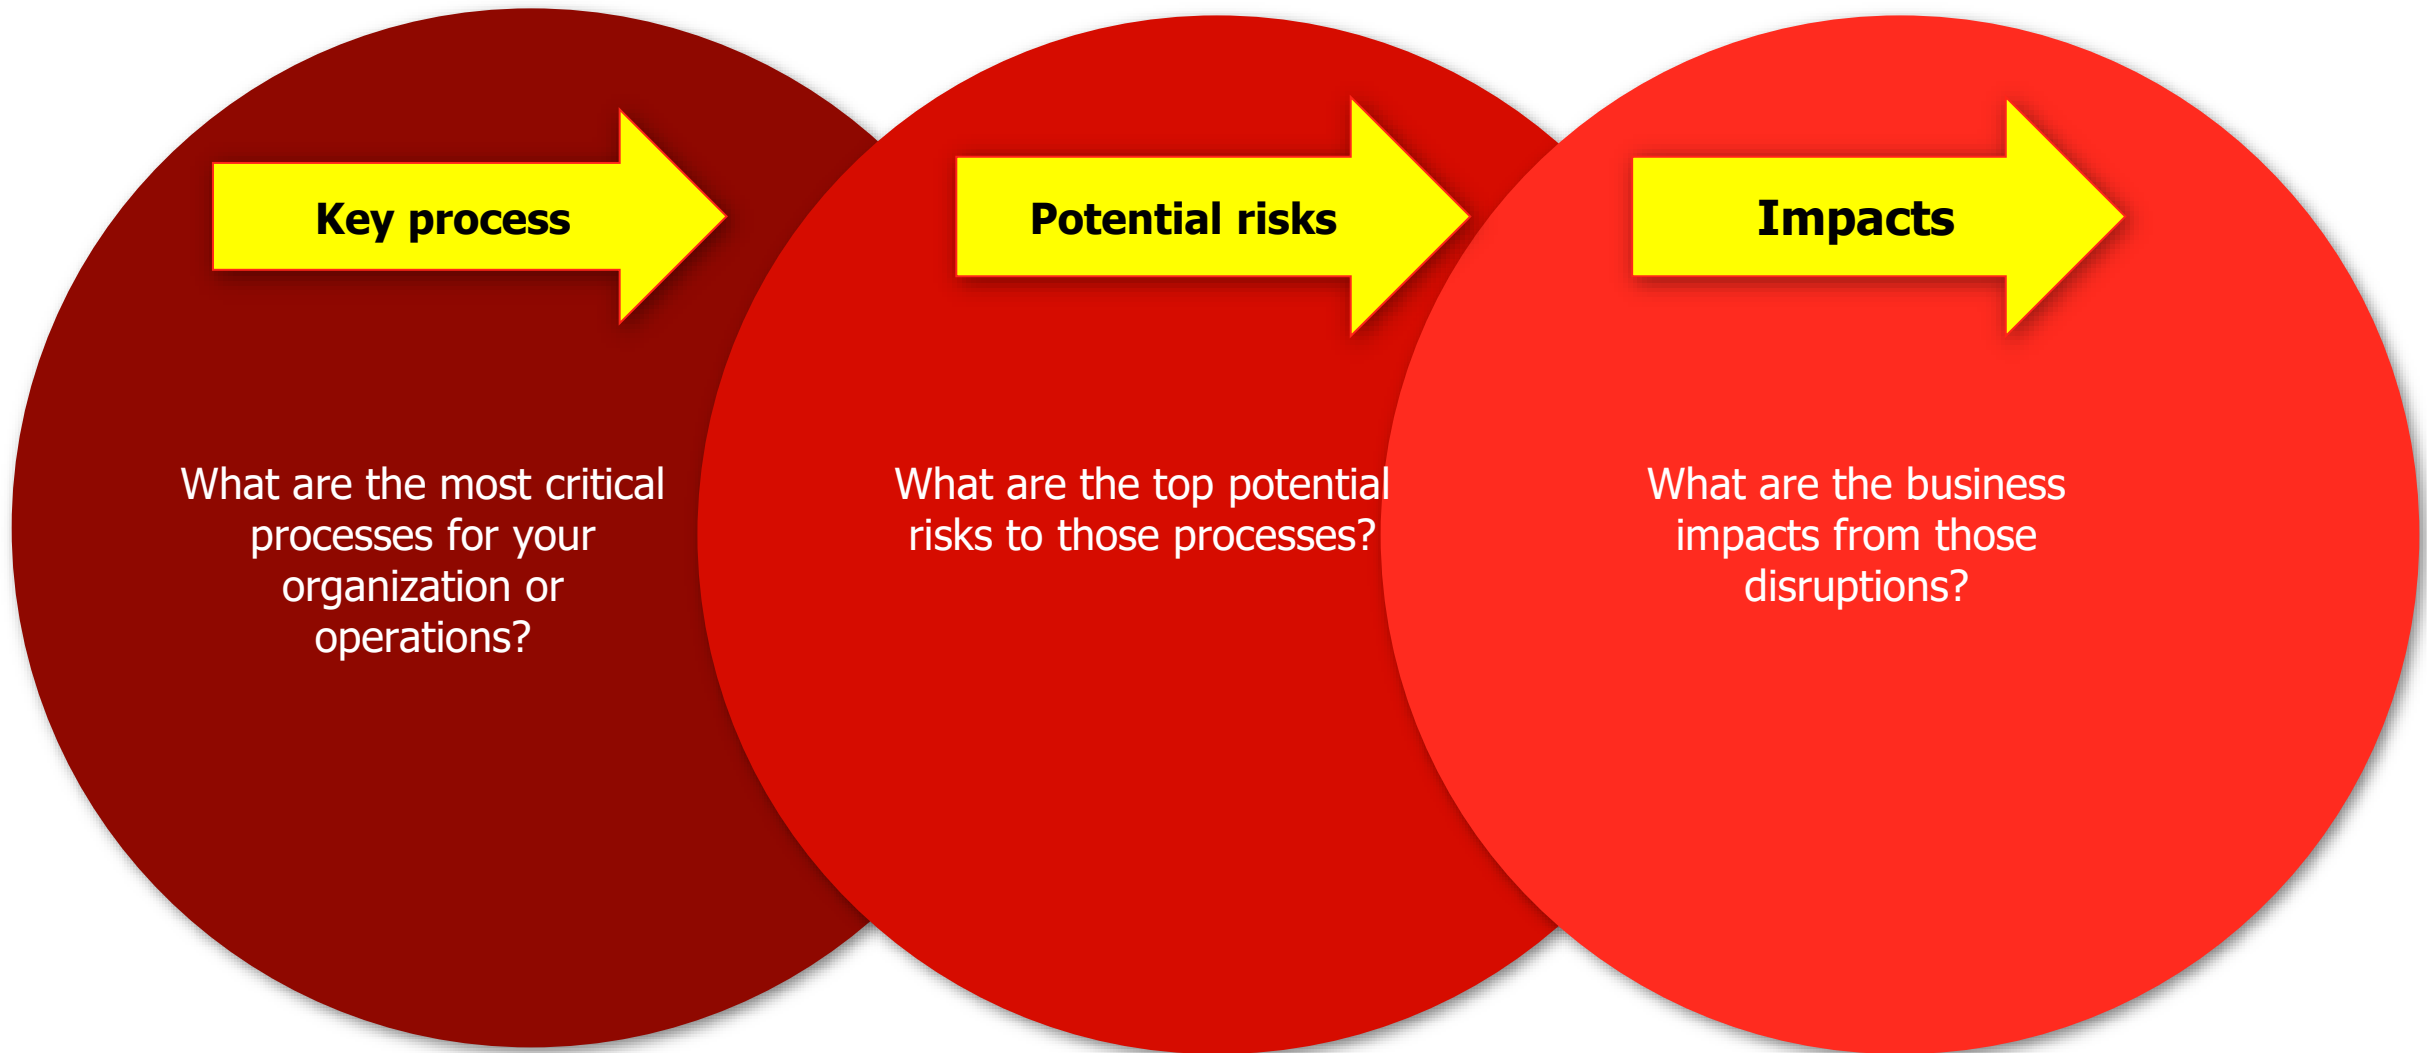 Key process
What are the most critical
processes for your
organization or
operations?
Potential risks
What are the top potential
risks to those processes?
Impacts
What are the business
impacts from those
disruptions?